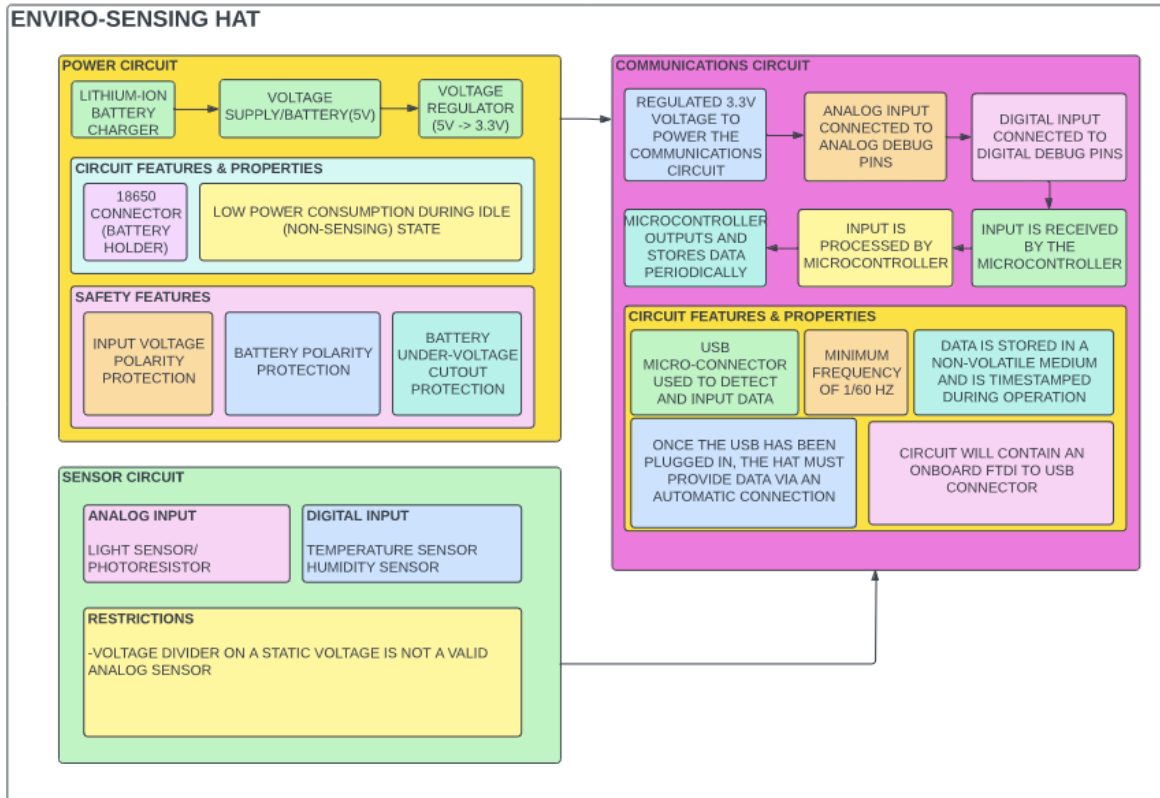 ENVIRO-SENSING HAT
POWER CIRCUIT
LITHIUM-ION
BATTERY
CHARGER
VOLTAGE
SUPPLY/BATTERY(5V)
VOLTAGE
REGULATOR
(5V -> 3.3V)
CIRCUIT FEATURES & PROPERTIES
18650
CONNECTOR
(BATTERY
HOLDER)
LOW POWER CONSUMPTION DURING IDLE
(NON-SENSING) STATE
SAFETY FEATURES
INPUT VOLTAGE
POLARITY
PROTECTION
BATTERY POLARITY
PROTECTION
BATTERY
UNDER-VOLTAGE
CUTOUT
PROTECTION
SENSOR CIRCUIT
ANALOG INPUT
LIGHT SENSOR/
PHOTORESISTOR
DIGITAL INPUT
TEMPERATURE SENSOR
HUMIDITY SENSOR
RESTRICTIONS
-VOLTAGE DIVIDER ON A STATIC VOLTAGE IS NOT A VALID
ANALOG SENSOR
COMMUNICATIONS CIRCUIT
REGULATED 3.3V
VOLTAGE TO
POWER THE
COMMUNICATIONS
CIRCUIT
ANALOG INPUT
CONNECTED TO
ANALOG DEBUG
PINS
DIGITAL INPUT
CONNECTED TO
DIGITAL DEBUG PINS
INPUT IS RECEIVED
BY THE
MICROCONTROLLER
INPUT IS
PROCESSED BY
MICROCONTROLLER
MICROCONTROLLER
OUTPUTS AND
STORES DATA
PERIODICALLY
CIRCUIT FEATURES & PROPERTIES
USB
MICRO-CONNECTOR
USED TO DETECT
AND INPUT DATA
MINIMUM
FREQUENCY
OF 1/60 HZ
DATA IS STORED IN A
NON-VOLATILE MEDIUM
AND IS TIMESTAMPED
DURING OPERATION
ONCE THE USB HAS BEEN
PLUGGED IN, THE HAT MUST
PROVIDE DATA VIA AN
AUTOMATIC CONNECTION
CIRCUIT WILL CONTAIN AN
ONBOARD FTDI TO USB
CONNECTOR